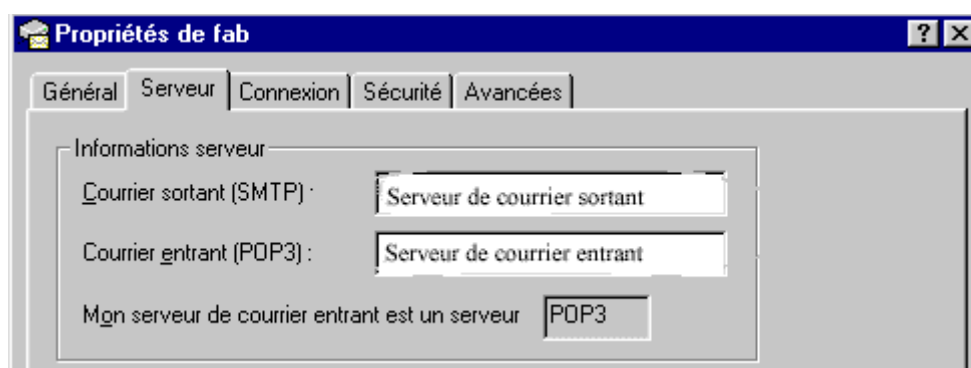 Propriétés de fab
Général Serveur Connexion Sécurité Avancées
Informations serveur
Courrier sortant (SMTP) : Serveur de courrier sortant
Courrier entrant (POP3) : Serveur de courrier entrant
Mon serveur de courrier entrant est un serveur POP3